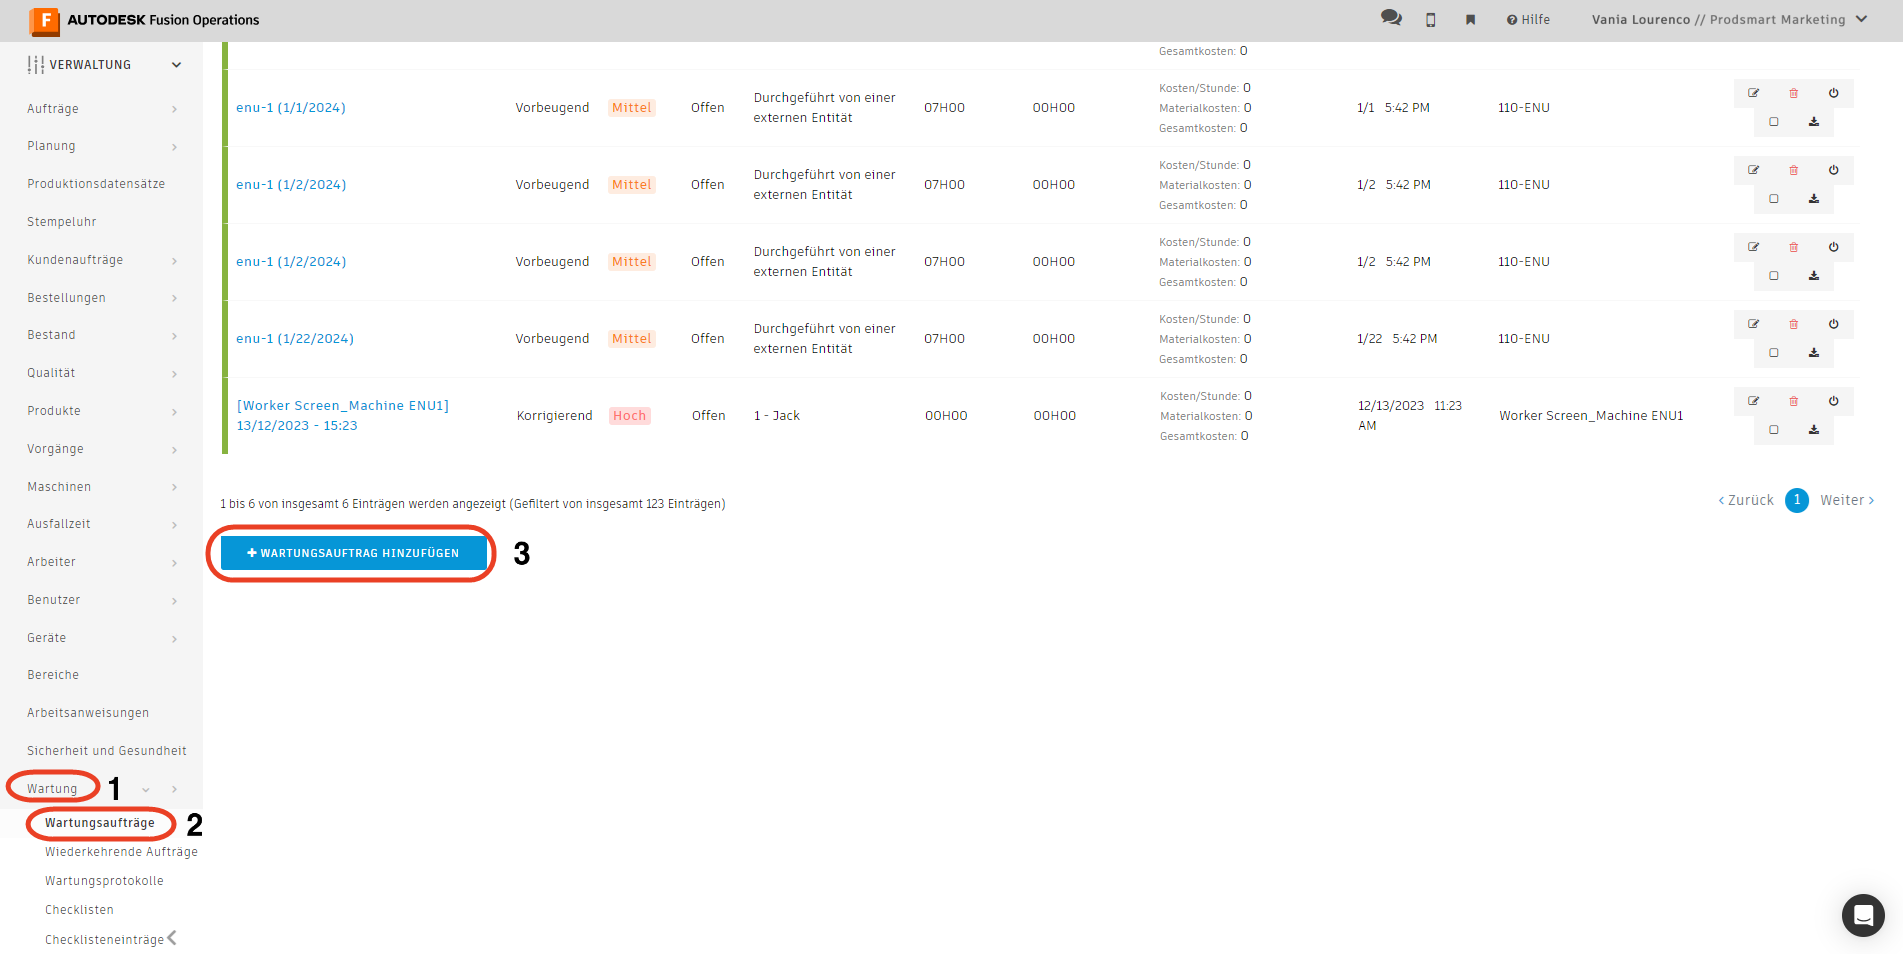 F AUTODESK Fusion Operations
Hilfe
Vania Lourenco // Prodsmart Marketing
VERWALTUNG
Aufträge
Planung
Produktionsdatensätze
Stempeluhr
Kundenaufträge
Bestellungen
Bestand
Qualität
Produkte
Vorgänge
Maschinen
Ausfallzeit
Arbeiter
Benutzer
Geräte
Bereiche
Arbeitsanweisungen
Sicherheit und Gesundheit
Wartung 1
Wartungsaufträge 2
Wiederkehrende Aufträge
Wartungsprotokolle
Checklisten
Checklisteneinträge
Gesamtkosten: 0
enu-1 (1/1/2024) Vorbeugend Mittel Offen Durchgeführt von einer externen Entität 07H00 00H00 Kosten/Stunde: 0 Materialkosten: 0 Gesamtkosten: 0 1/1 5:42 PM 110-ENU
enu-1 (1/2/2024) Vorbeugend Mittel Offen Durchgeführt von einer externen Entität 07H00 00H00 Kosten/Stunde: 0 Materialkosten: 0 Gesamtkosten: 0 1/2 5:42 PM 110-ENU
enu-1 (1/2/2024) Vorbeugend Mittel Offen Durchgeführt von einer externen Entität 07H00 00H00 Kosten/Stunde: 0 Materialkosten: 0 Gesamtkosten: 0 1/2 5:42 PM 110-ENU
enu-1 (1/22/2024) Vorbeugend Mittel Offen Durchgeführt von einer externen Entität 07H00 00H00 Kosten/Stunde: 0 Materialkosten: 0 Gesamtkosten: 0 1/22 5:42 PM 110-ENU
[Worker Screen_Machine ENU1] 13/12/2023 - 15:23 Korrigierend Hoch Offen 1 - Jack 00H00 00H00 Kosten/Stunde: 0 Materialkosten: 0 Gesamtkosten: 0 12/13/2023 11:23 AM Worker Screen_Machine ENU1
1 bis 6 von insgesamt 6 Einträgen werden angezeigt (Gefiltert von insgesamt 123 Einträgen)
‹ Zurück 1 Weiter ›
+ WARTUNGSAUFTRAG HINZUFÜGEN 3